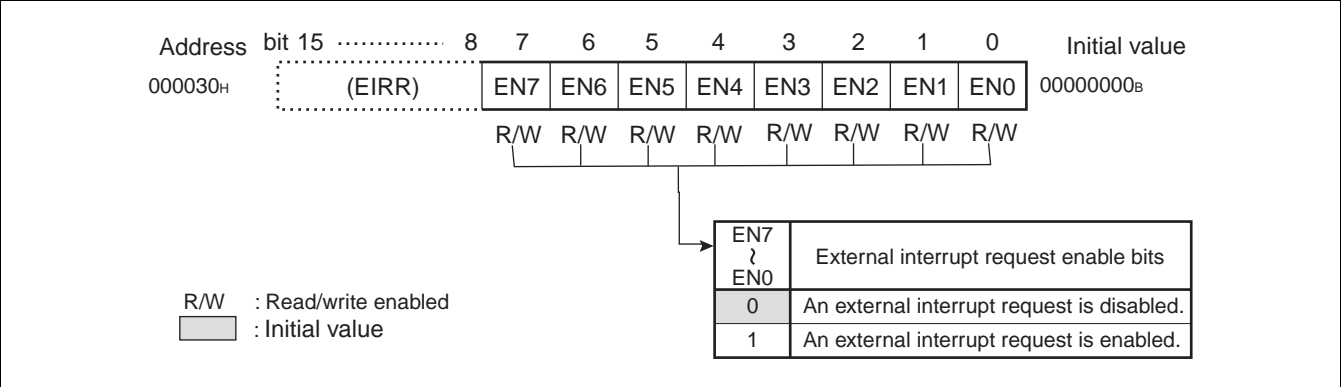 Address bit 15 ·············· 8 7 6 5 4 3 2 1 0 Initial value
000030H (EIRR) EN7 EN6 EN5 EN4 EN3 EN2 EN1 EN0 00000000B
R/W R/W R/W R/W R/W R/W R/W R/W
EN7
~
EN0
External interrupt request enable bits
0 An external interrupt request is disabled.
1 An external interrupt request is enabled.
R/W : Read/write enabled
: Initial value